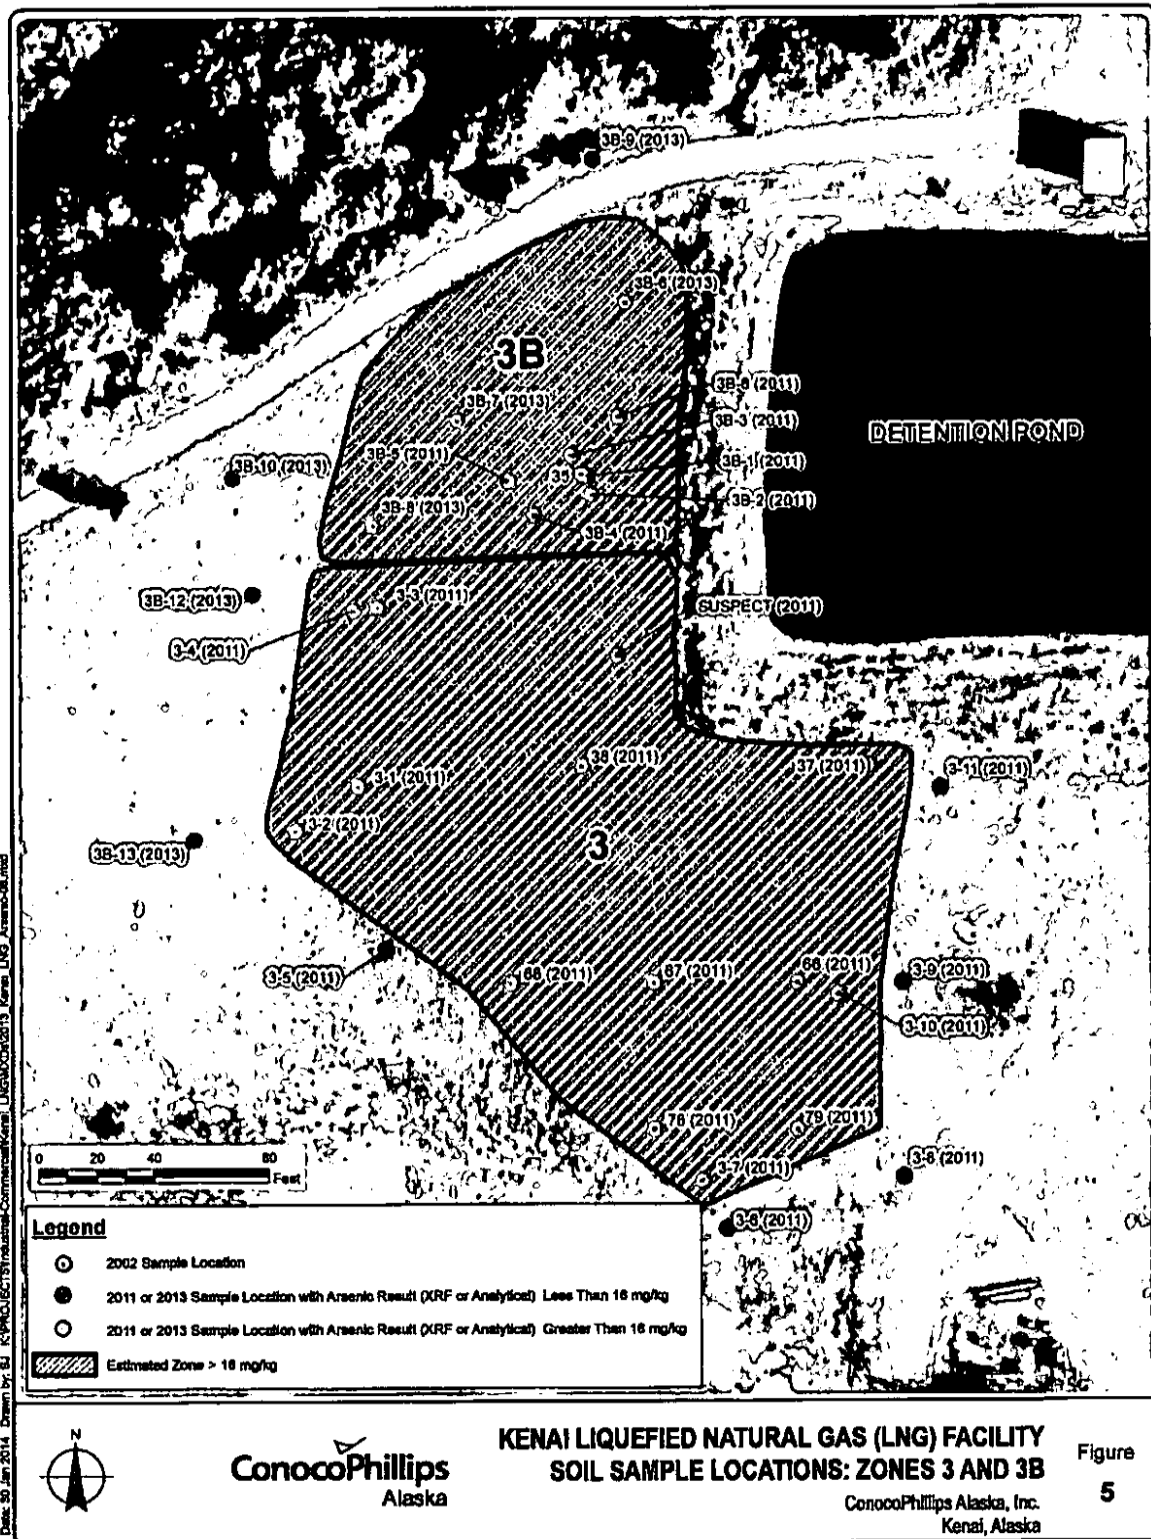 3B-9 (2013)
3B-6 (2013)
3B
3B-8 (2011)
3B-7 (2013)
3B-3 (2011)
DETENTION POND
3B-5 (2011)
3B-10 (2013)
35
3B-1 (2011)
3B-2 (2011)
3B-8 (2013)
3B-4 (2011)
3B-12 (2013)
3-3 (2011)
SUSPECT (2011)
3-4 (2011)
38 (2011)
37 (2011)
3-11 (2011)
3-1 (2011)
3-2 (2011)
3
3B-13 (2013)
3-5 (2011)
68 (2011)
67 (2011)
66 (2011)
3-9 (2011)
3-10 (2011)
78 (2011)
79 (2011)
3-7 (2011)
3-8 (2011)
3-6 (2011)
0 20 40 80
Feet
Legend
2002 Sample Location
2011 or 2013 Sample Location with Arsenic Result (XRF or Analytical) Less Than 16 mg/kg
2011 or 2013 Sample Location with Arsenic Result (XRF or Analytical) Greater Than 16 mg/kg
Estimated Zone > 16 mg/kg
N
ConocoPhillips
Alaska
KENAI LIQUEFIED NATURAL GAS (LNG) FACILITY
SOIL SAMPLE LOCATIONS: ZONES 3 AND 3B
ConocoPhillips Alaska, Inc.
Kenai, Alaska
Figure
5
Date: 30 Jan 2014 Drawn by: SJ